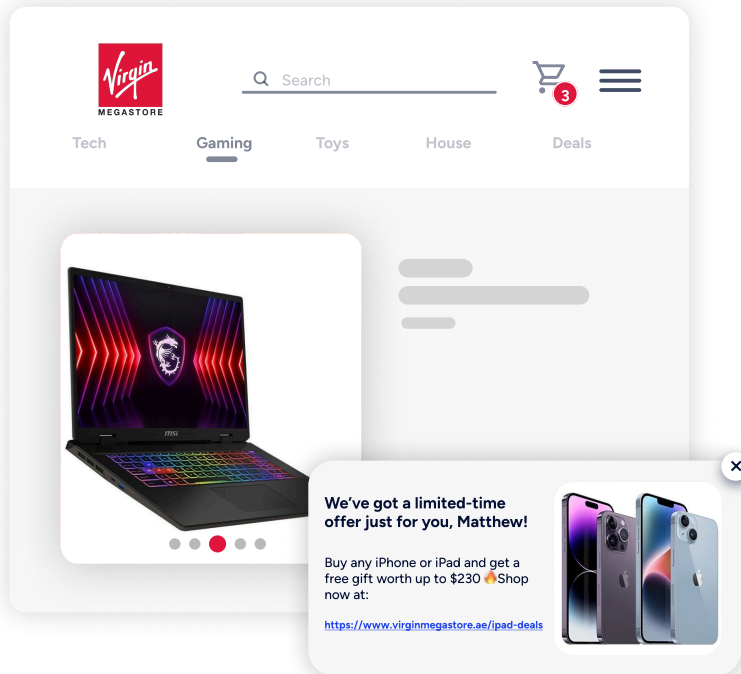 Virgin
MEGASTORE
Search
3
Tech Gaming Toys House Deals
msi
We’ve got a limited-time
offer just for you, Matthew!
Buy any iPhone or iPad and get a
free gift worth up to $230 🔥Shop
now at:
https://www.virginmegastore.ae/ipad-deals